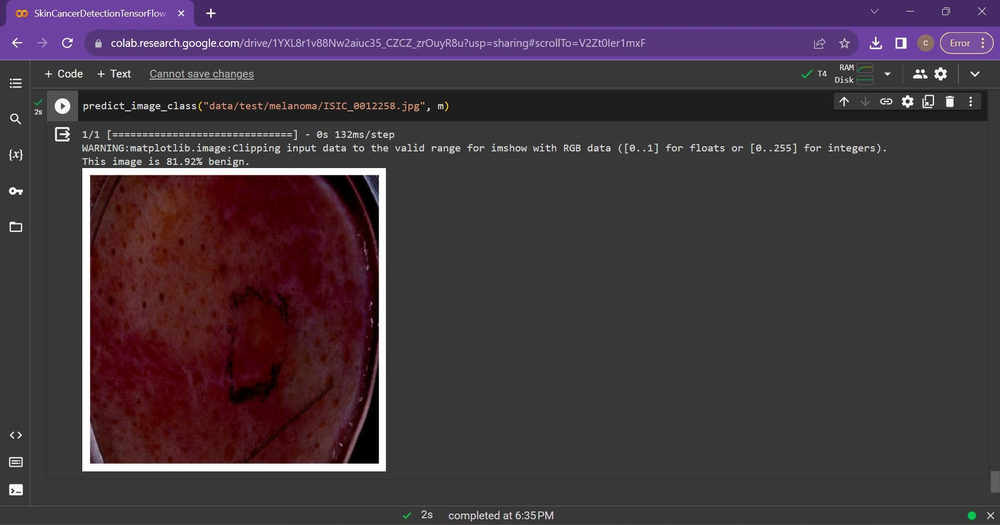 SkinCancerDetectionTensorFlow
colab.research.google.com/drive/1YXL8r1v88Nw2aiuc35_CZCZ_zrOuyR8u?usp=sharing#scrollTo=V2Zt0Ier1mxF
C
Error
+ Code + Text Cannot save changes
T4
RAM
Disk
2s
predict_image_class("data/test/melanoma/ISIC_0012258.jpg", m)
1/1 [==============================] - 0s 132ms/step
WARNING:matplotlib.image:Clipping input data to the valid range for imshow with RGB data ([0..1] for floats or [0..255] for integers).
This image is 81.92% benign.
{x}
2s completed at 6:35 PM